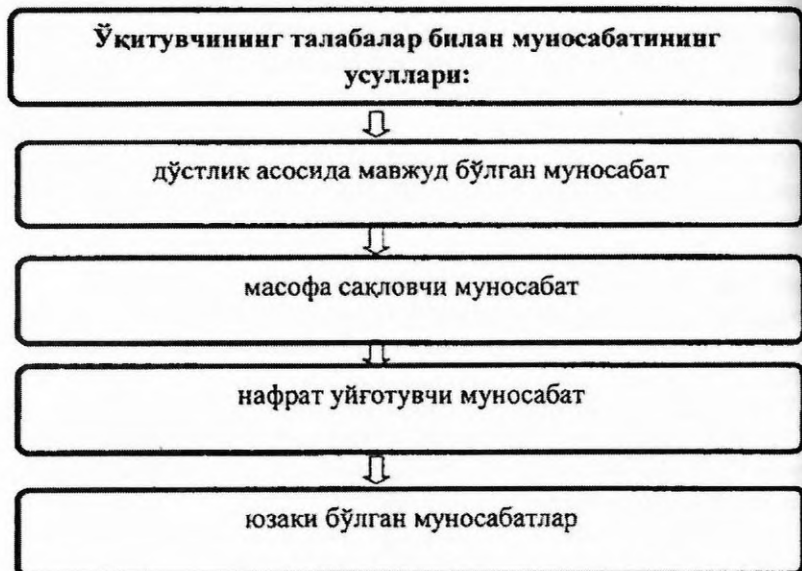 Ўқитувчининг талабалар билан муносабатининг
усуллари:
дўстлик асосида мавжуд бўлган муносабат
масофа сақловчи муносабат
нафрат уйғотувчи муносабат
юзаки бўлган муносабатлар